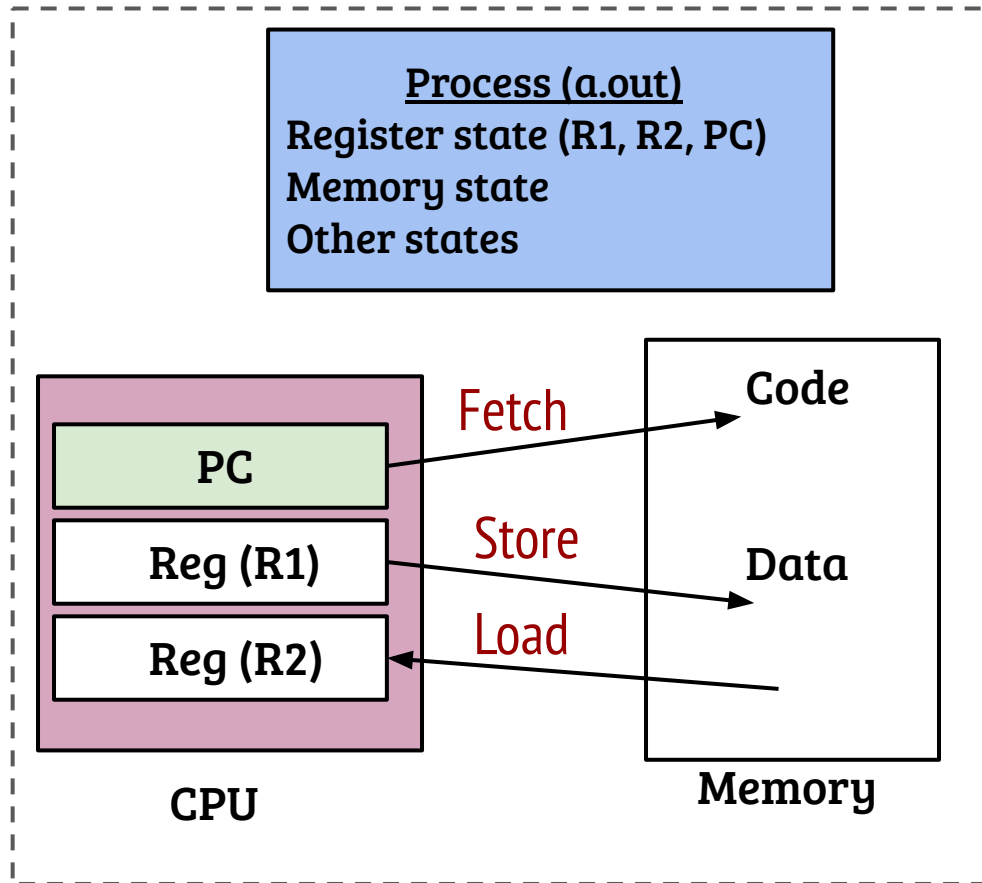 Process (a.out)
Register state (R1, R2, PC)
Memory state
Other states
Code
Fetch
PC
Store
Reg (R1)
Data
Load
Reg (R2)
CPU
Memory